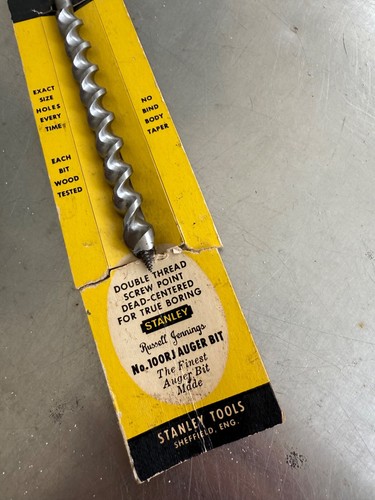 EXACT
SIZE
HOLES
EVERY
TIME
NO
BIND
BODY
TAPER
EACH
BIT
WOOD
TESTED
DOUBLE THREAD
SCREW POINT
DEAD-CENTERED
FOR TRUE BORING
STANLEY
Russell Jennings
No.100RJ AUGER BIT
The Finest
Auger Bit
Made
STANLEY TOOLS
SHEFFIELD, ENG.